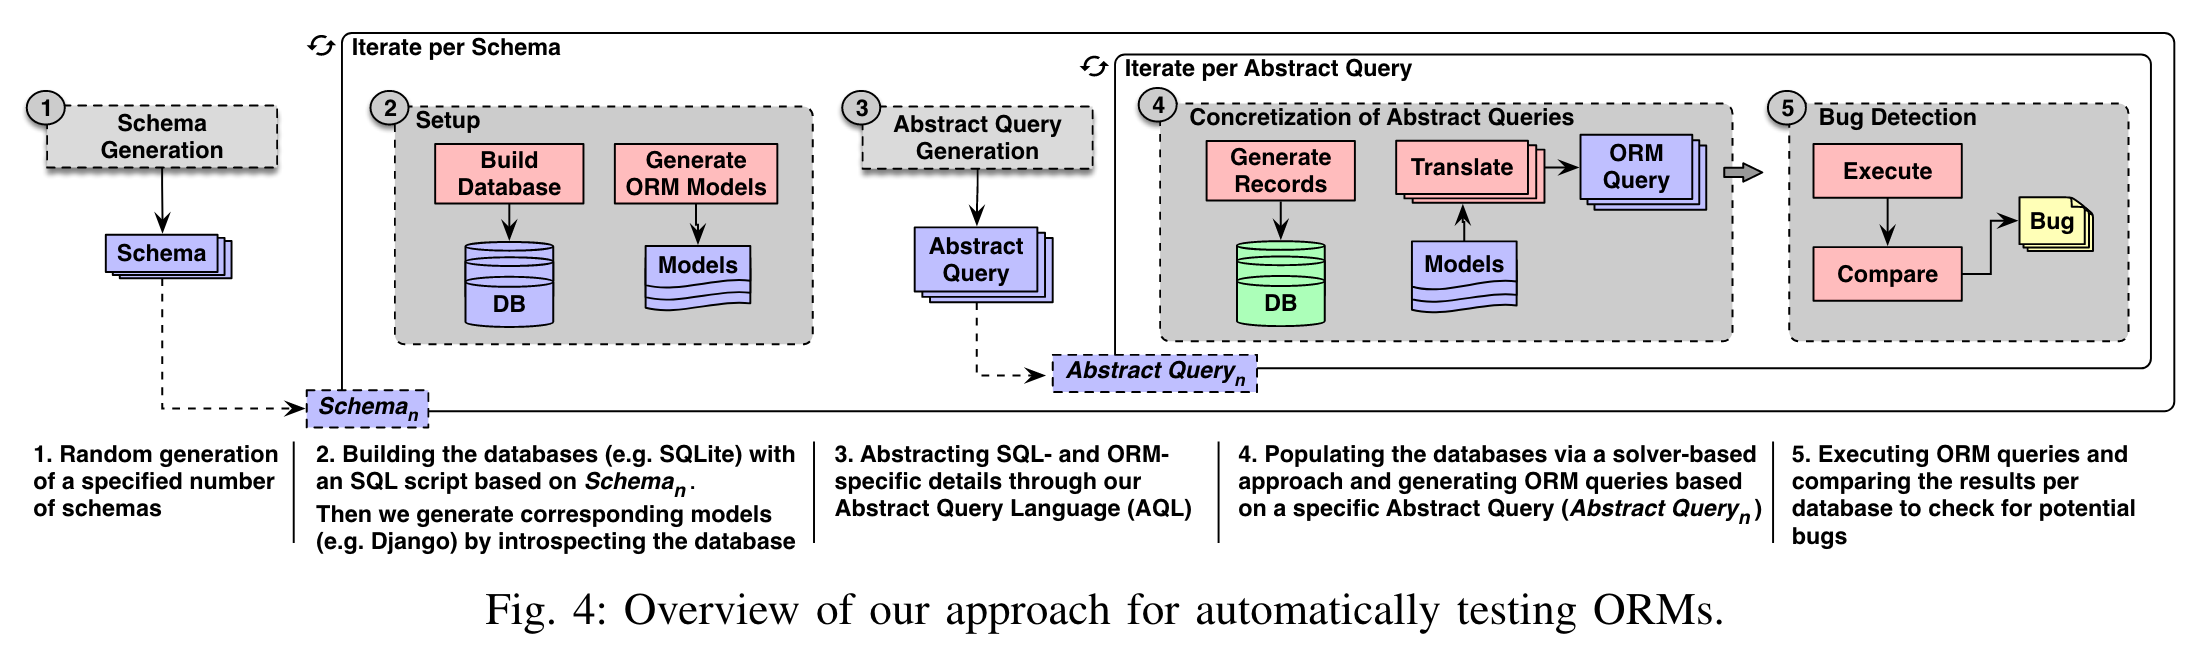 Iterate per Schema
Iterate per Abstract Query
1
Schema
Generation
Schema
2
Setup
Build
Database
DB
Generate
ORM Models
Models
3
Abstract Query
Generation
Abstract
Query
4
Concretization of Abstract Queries
Generate
Records
DB
Translate
Models
ORM
Query
5
Bug Detection
Execute
Compare
Bug
Abstract Query n
Schema n
1. Random generation
of a specified number
of schemas
2. Building the databases (e.g. SQLite) with
an SQL script based on Schema n .
Then we generate corresponding models
(e.g. Django) by introspecting the database
3. Abstracting SQL- and ORM-
specific details through our
Abstract Query Language (AQL)
4. Populating the databases via a solver-based
approach and generating ORM queries based
on a specific Abstract Query (Abstract Query n )
5. Executing ORM queries and
comparing the results per
database to check for potential
bugs
Fig. 4: Overview of our approach for automatically testing ORMs.